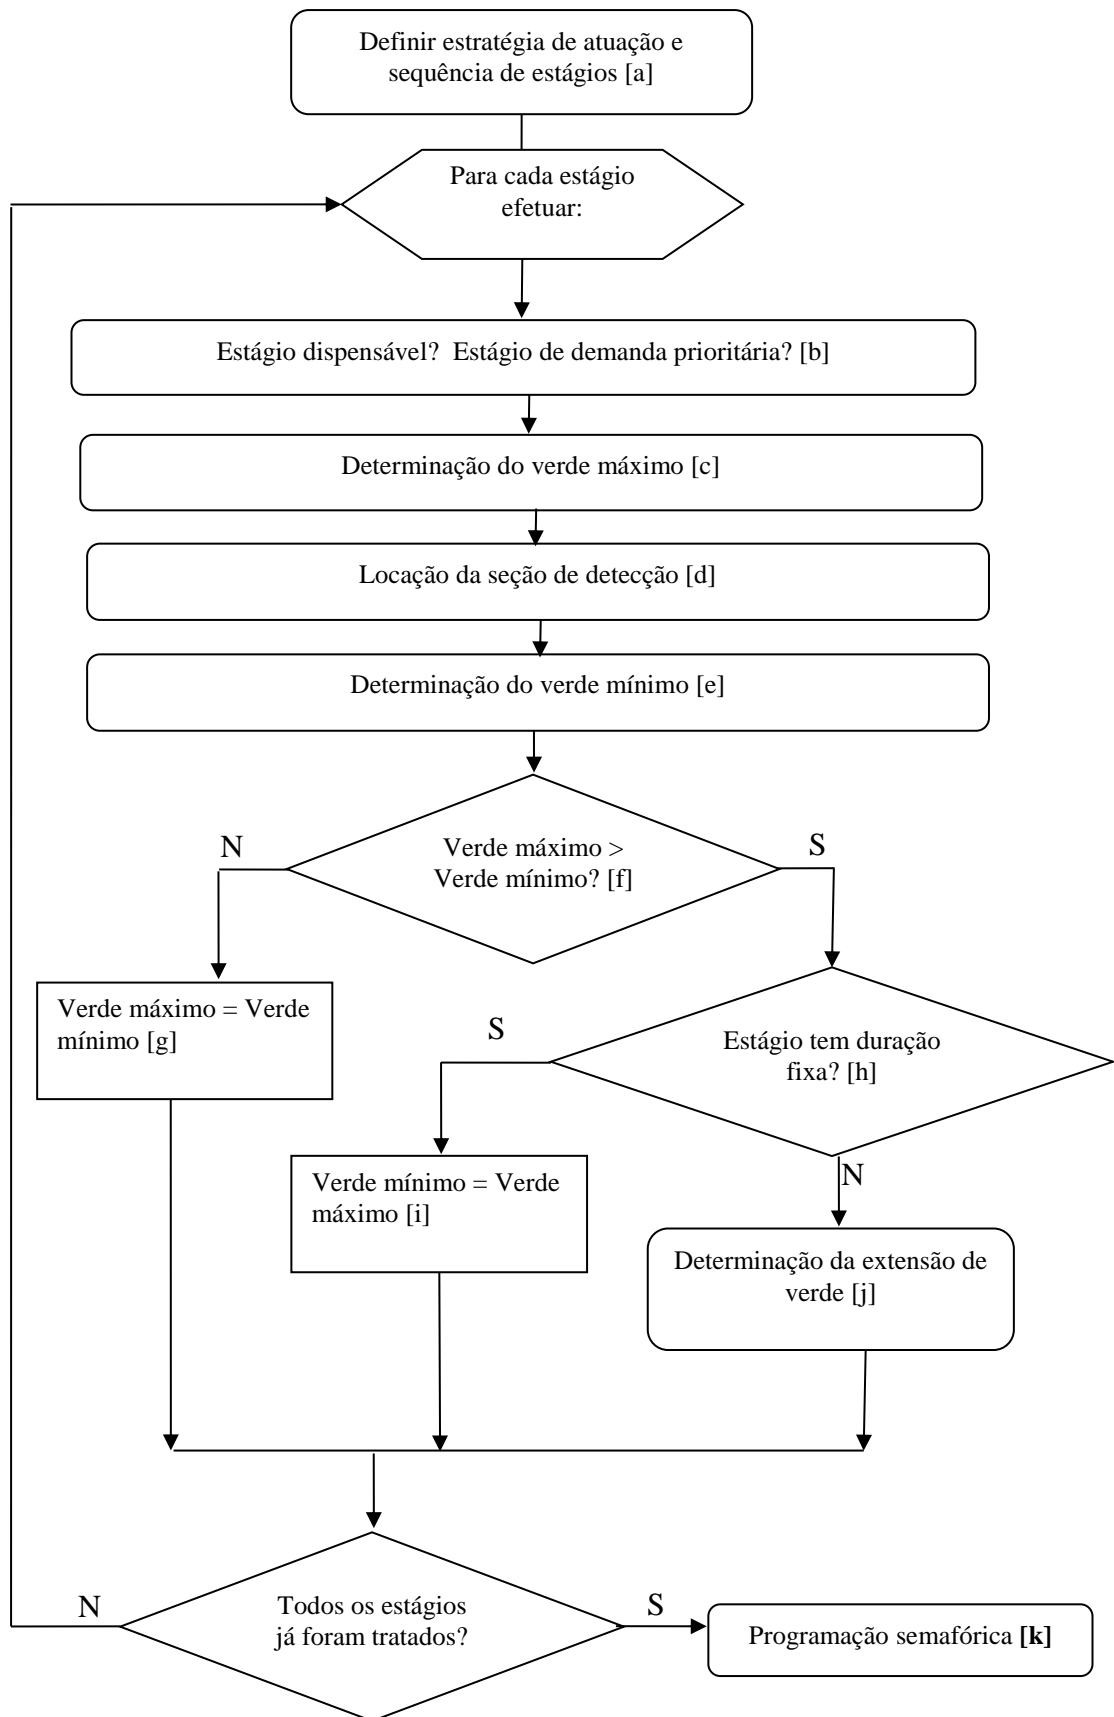 Definir estratégia de atuação e
sequência de estágios [a]
Para cada estágio
efetuar:
Estágio dispensável?  Estágio de demanda prioritária? [b]
Determinação do verde máximo [c]
Locação da seção de detecção [d]
Determinação do verde mínimo [e]
N
S
Verde máximo >
Verde mínimo? [f]
Verde máximo = Verde
mínimo [g]
S
Estágio tem duração
fixa? [h]
Verde mínimo = Verde
máximo [i]
N
Determinação da extensão de
verde [j]
N
S
Todos os estágios
já foram tratados?
Programação semafórica [k]